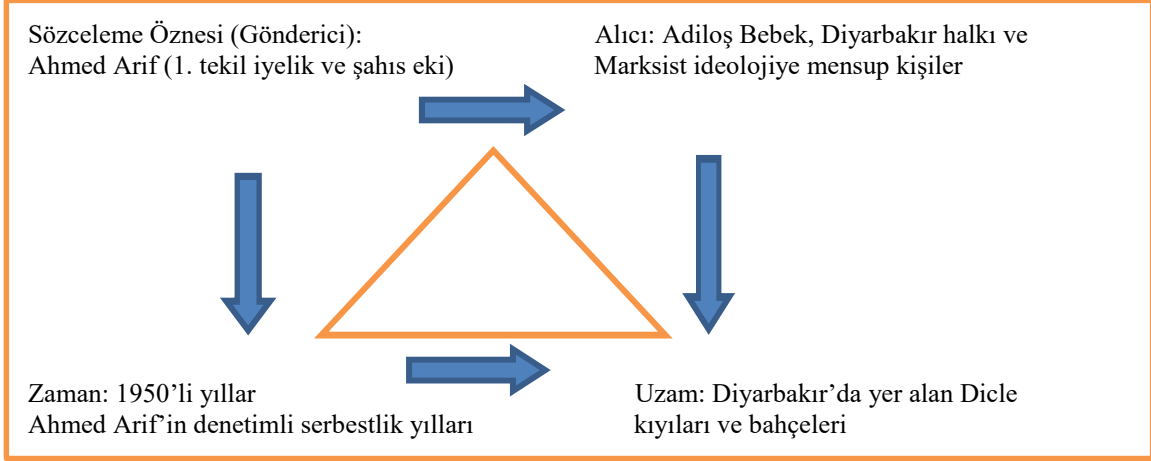 Sözceleme Öznesi (Gönderici):
Ahmed Arif (1. tekil iyelik ve şahıs eki)
Alıcı: Adiloş Bebek, Diyarbakır halkı ve
Marksist ideolojiye mensup kişiler
Zaman: 1950’li yıllar
Ahmed Arif’in denetimli serbestlik yılları
Uzam: Diyarbakır’da yer alan Dicle
kıyıları ve bahçeleri